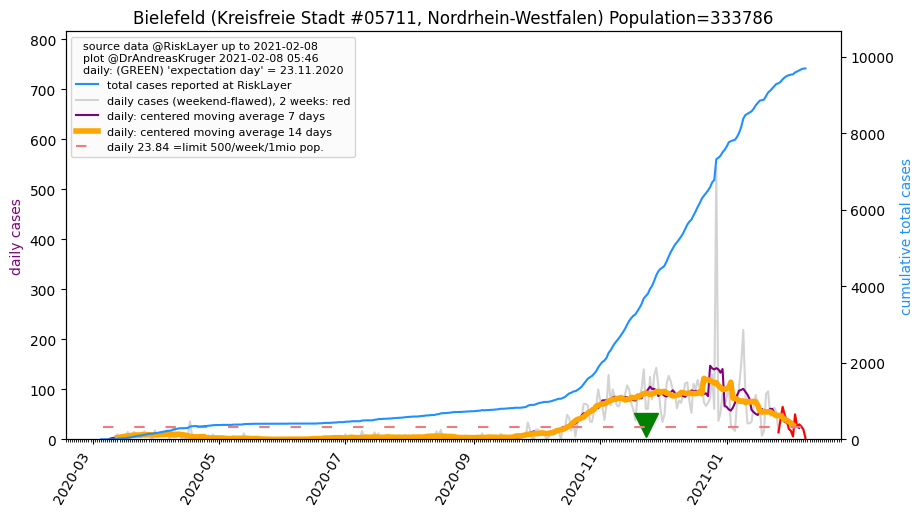 Bielefeld (Kreisfreie Stadt #05711, Nordrhein-Westfalen) Population=333786
source data @RiskLayer up to 2021-02-08
plot @DrAndreasKruger 2021-02-08 05:46
daily: (GREEN) 'expectation day' = 23.11.2020
total cases reported at RiskLayer
daily cases (weekend-flawed), 2 weeks: red
daily: centered moving average 7 days
daily: centered moving average 14 days
daily 23.84 =limit 500/week/1mio pop.
daily cases
800
700
600
500
400
300
200
100
0
cumulative total cases
10000
8000
6000
4000
2000
0
2020-03
2020-05
2020-07
2020-09
2020-11
2021-01